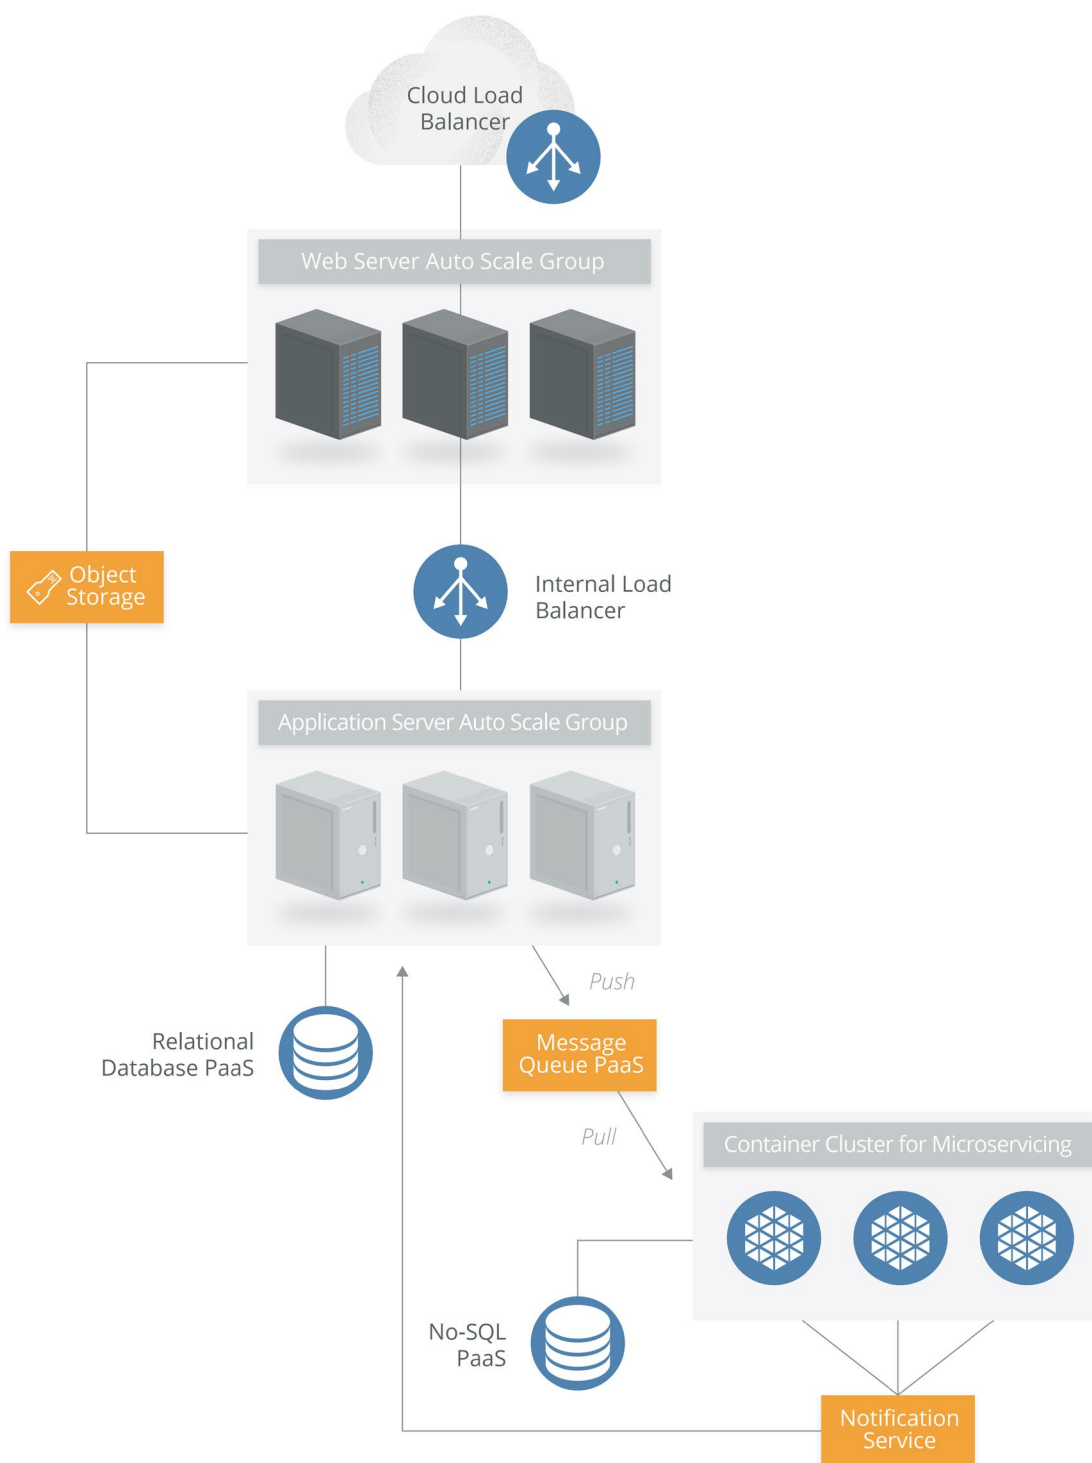 Cloud Load
Balancer
Web Server Auto Scale Group
Object
Storage
Internal Load
Balancer
Application Server Auto Scale Group
Push
Relational
Database PaaS
Message
Queue PaaS
Pull
Container Cluster for Microservicing
No-SQL
PaaS
Notification
Service